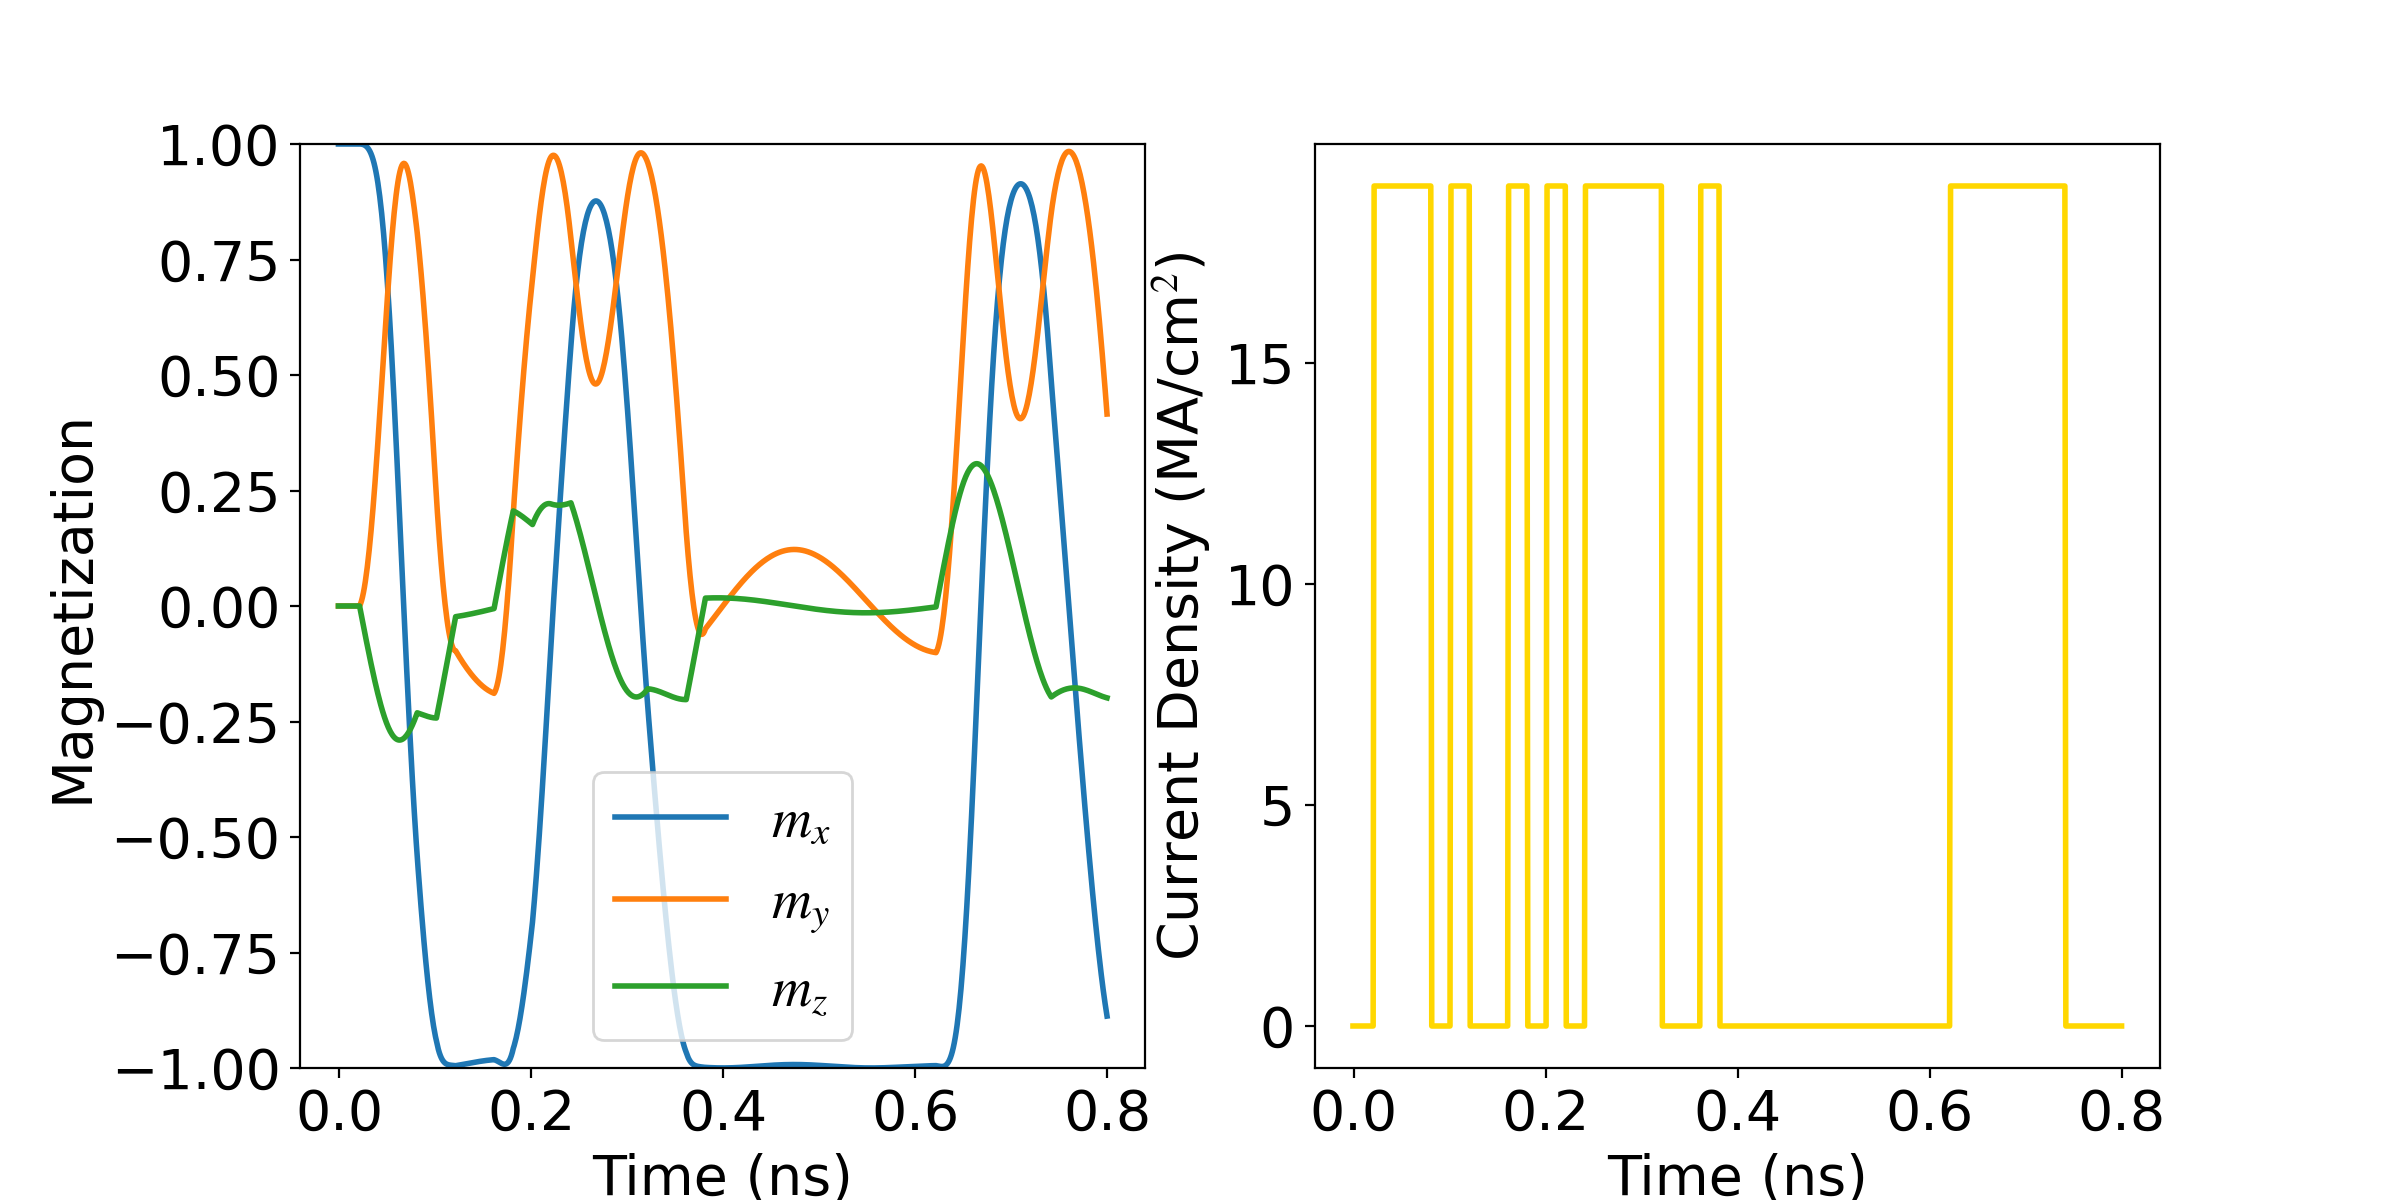 1.00
0.75
0.50
0.25
0.00
−0.25
−0.50
−0.75
−1.00
Magnetization
0.0 0.2 0.4 0.6 0.8
Time (ns)
m_x
m_y
m_z
Current Density (MA/cm²)
15
10
5
0
0.0 0.2 0.4 0.6 0.8
Time (ns)